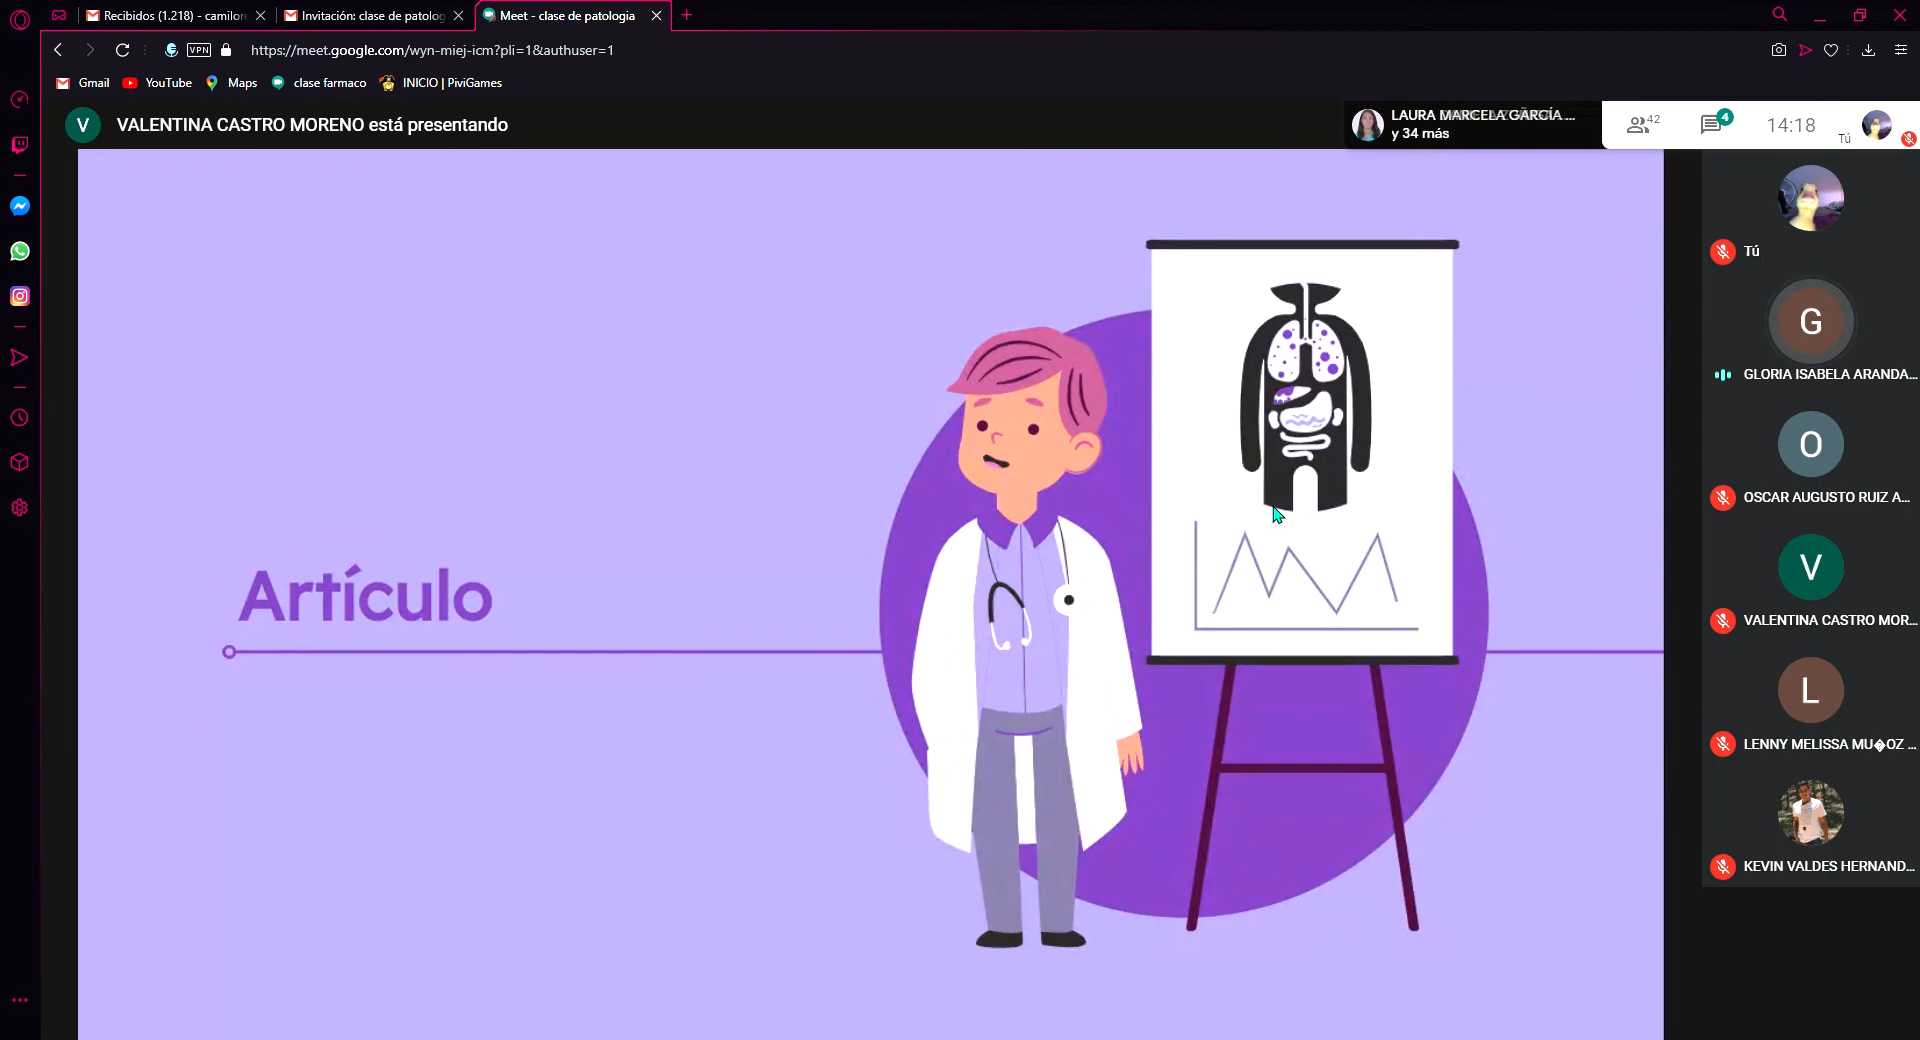 Recibidos (1.218) - camilore
Invitación: clase de patolog
Meet - clase de patologia
VPN
https://meet.google.com/wyn-miej-icm?pli=1&authuser=1
Gmail
YouTube
Maps
clase farmaco
INICIO | PiviGames
V
VALENTINA CASTRO MORENO está presentando
LAURA MARCELA GARCÍA ...
y 34 más
42
4
14:18
Tú
Tú
G
GLORIA ISABELA ARANDA...
O
OSCAR AUGUSTO RUIZ A...
V
VALENTINA CASTRO MOR...
L
LENNY MELISSA MU�OZ ...
KEVIN VALDES HERNAND...
Artículo